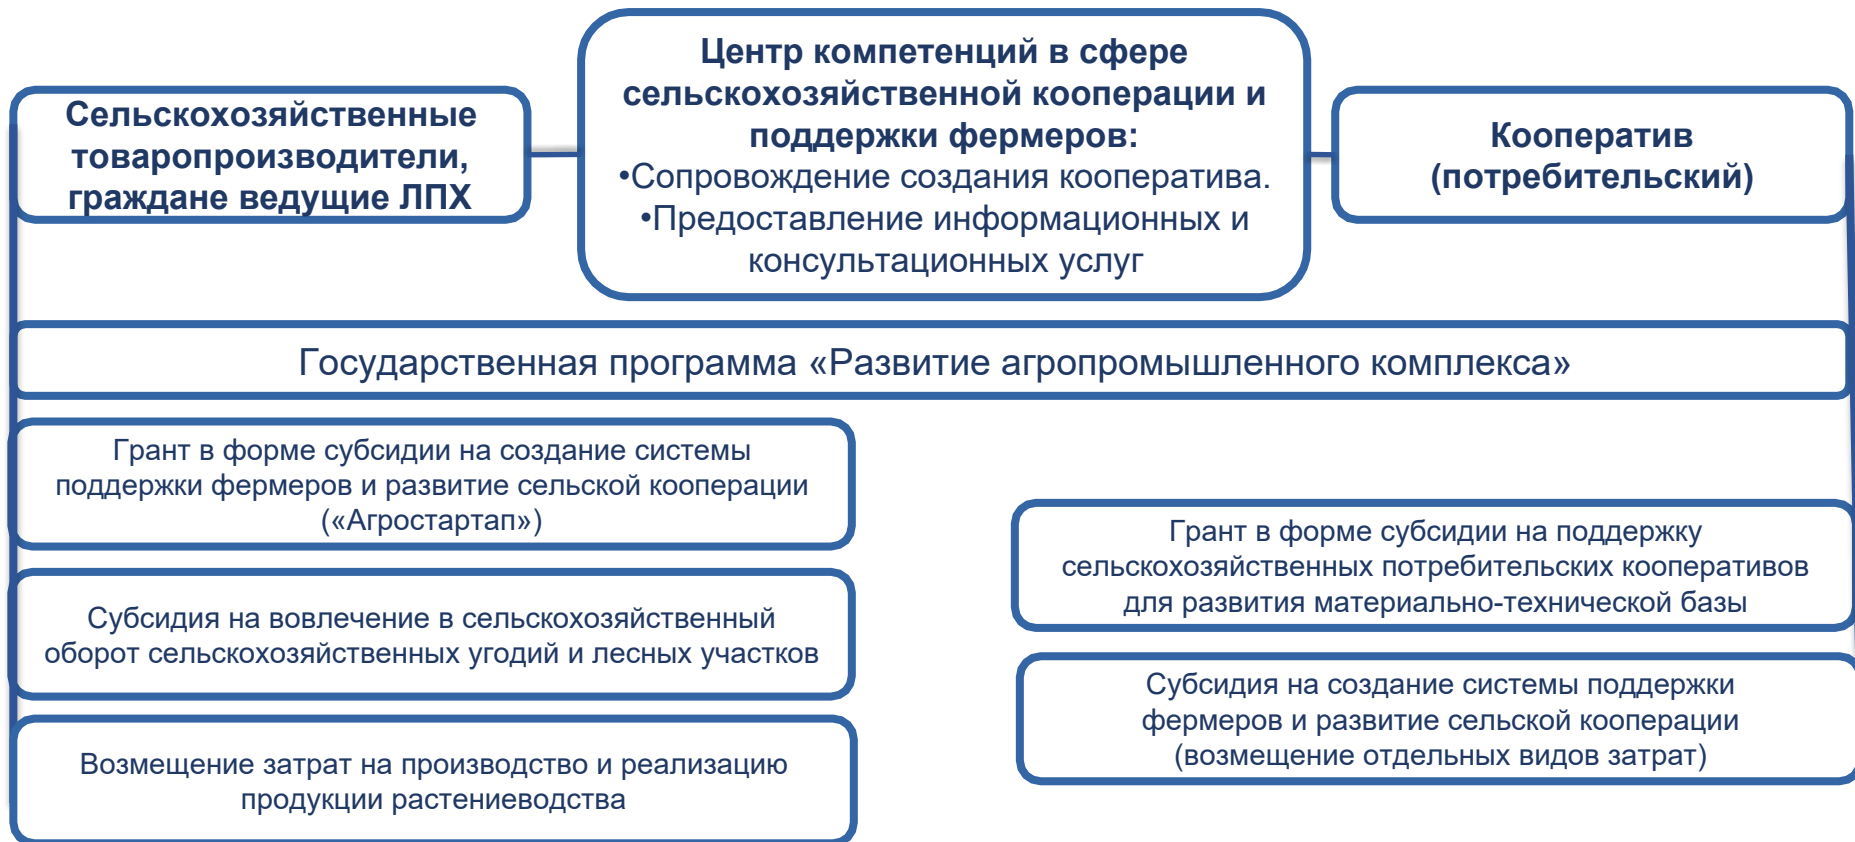 Сельскохозяйственные
товаропроизводители,
граждане ведущие ЛПХ
Центр компетенций в сфере
сельскохозяйственной кооперации и
поддержки фермеров:
•Сопровождение создания кооператива.
•Предоставление информационных и
консультационных услуг
Кооператив
(потребительский)
Государственная программа «Развитие агропромышленного комплекса»
Грант в форме субсидии на создание системы
поддержки фермеров и развитие сельской кооперации
(«Агростартап»)
Субсидия на вовлечение в сельскохозяйственный
оборот сельскохозяйственных угодий и лесных участков
Возмещение затрат на производство и реализацию
продукции растениеводства
Грант в форме субсидии на поддержку
сельскохозяйственных потребительских кооперативов
для развития материально-технической базы
Субсидия на создание системы поддержки
фермеров и развитие сельской кооперации
(возмещение отдельных видов затрат)